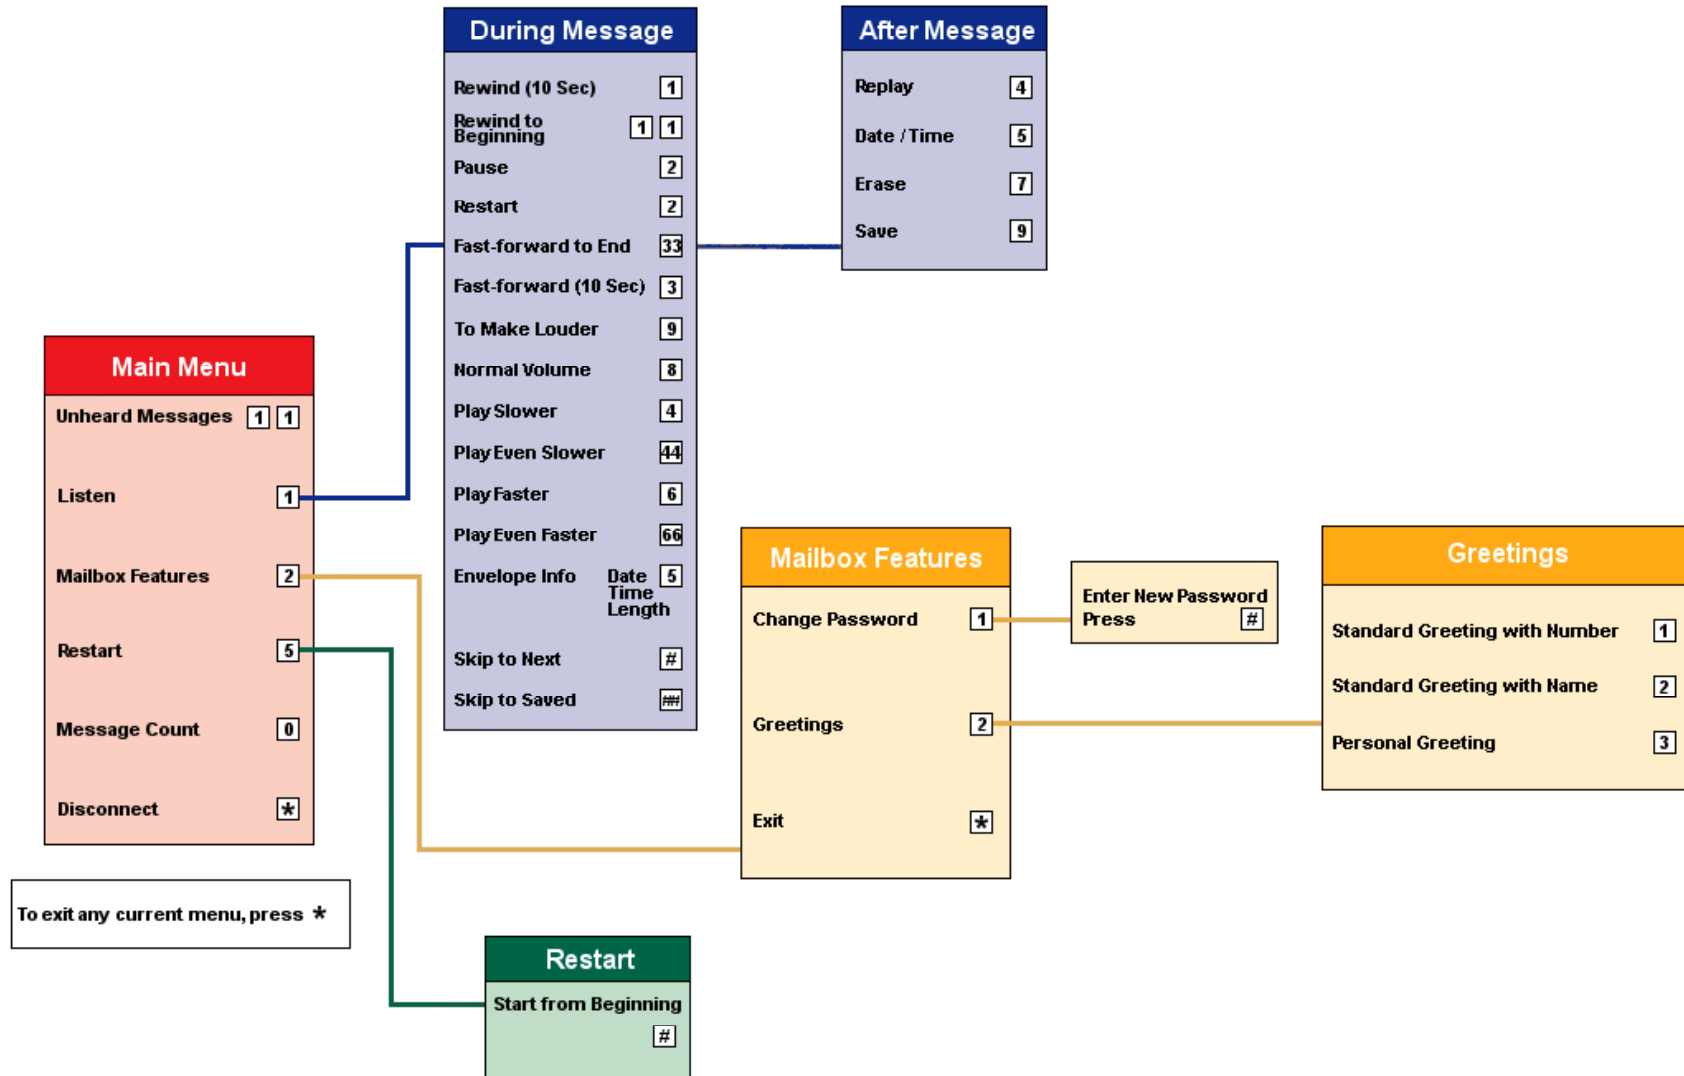 During Message
Rewind (10 Sec) 1
Rewind to
Beginning 1 1
Pause 2
Restart 2
Fast-forward to End 33
Fast-forward (10 Sec) 3
To Make Louder 9
Normal Volume 8
Play Slower 4
Play Even Slower 44
Play Faster 6
Play Even Faster 66
Envelope Info Date 5
Time
Length
Skip to Next #
Skip to Saved ##
After Message
Replay 4
Date / Time 5
Erase 7
Save 9
Main Menu
Unheard Messages 1 1
Listen 1
Mailbox Features 2
Restart 5
Message Count 0
Disconnect *
To exit any current menu, press *
Mailbox Features
Change Password 1
Greetings 2
Exit *
Enter New Password
Press #
Greetings
Standard Greeting with Number 1
Standard Greeting with Name 2
Personal Greeting 3
Restart
Start from Beginning
#